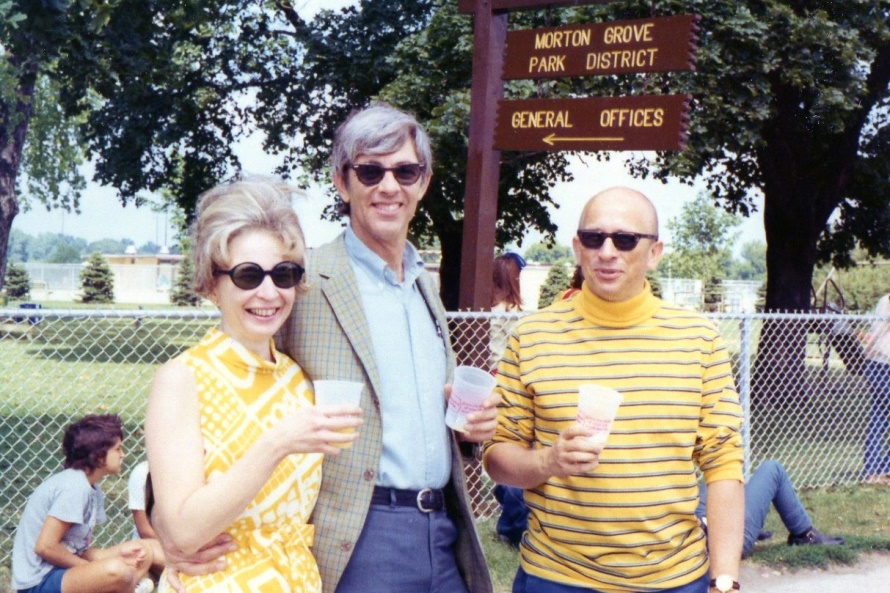 MORTON GROVE
PARK DISTRICT
GENERAL OFFICES